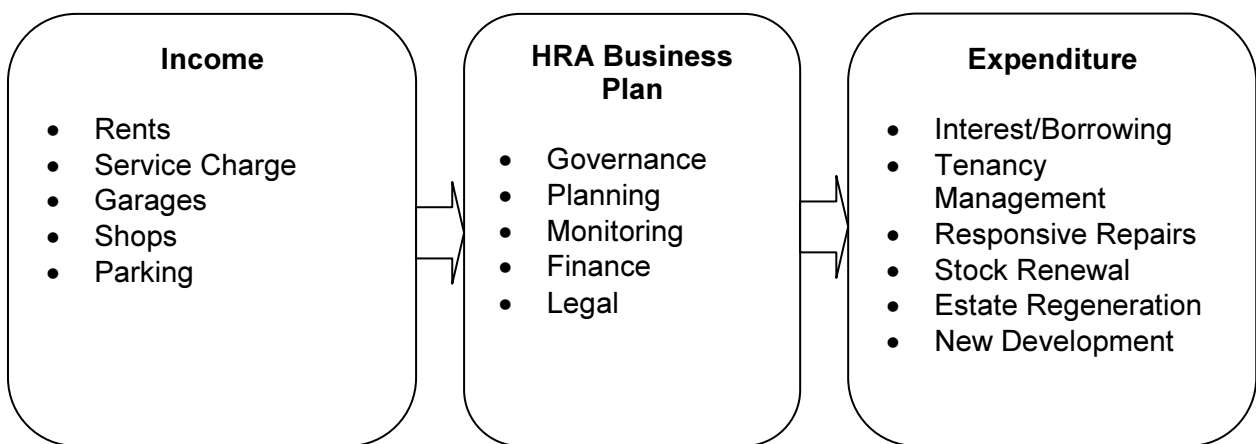 Income
• Rents
• Service Charge
• Garages
• Shops
• Parking
HRA Business
Plan
• Governance
• Planning
• Monitoring
• Finance
• Legal
Expenditure
• Interest/Borrowing
• Tenancy
Management
• Responsive Repairs
• Stock Renewal
• Estate Regeneration
• New Development